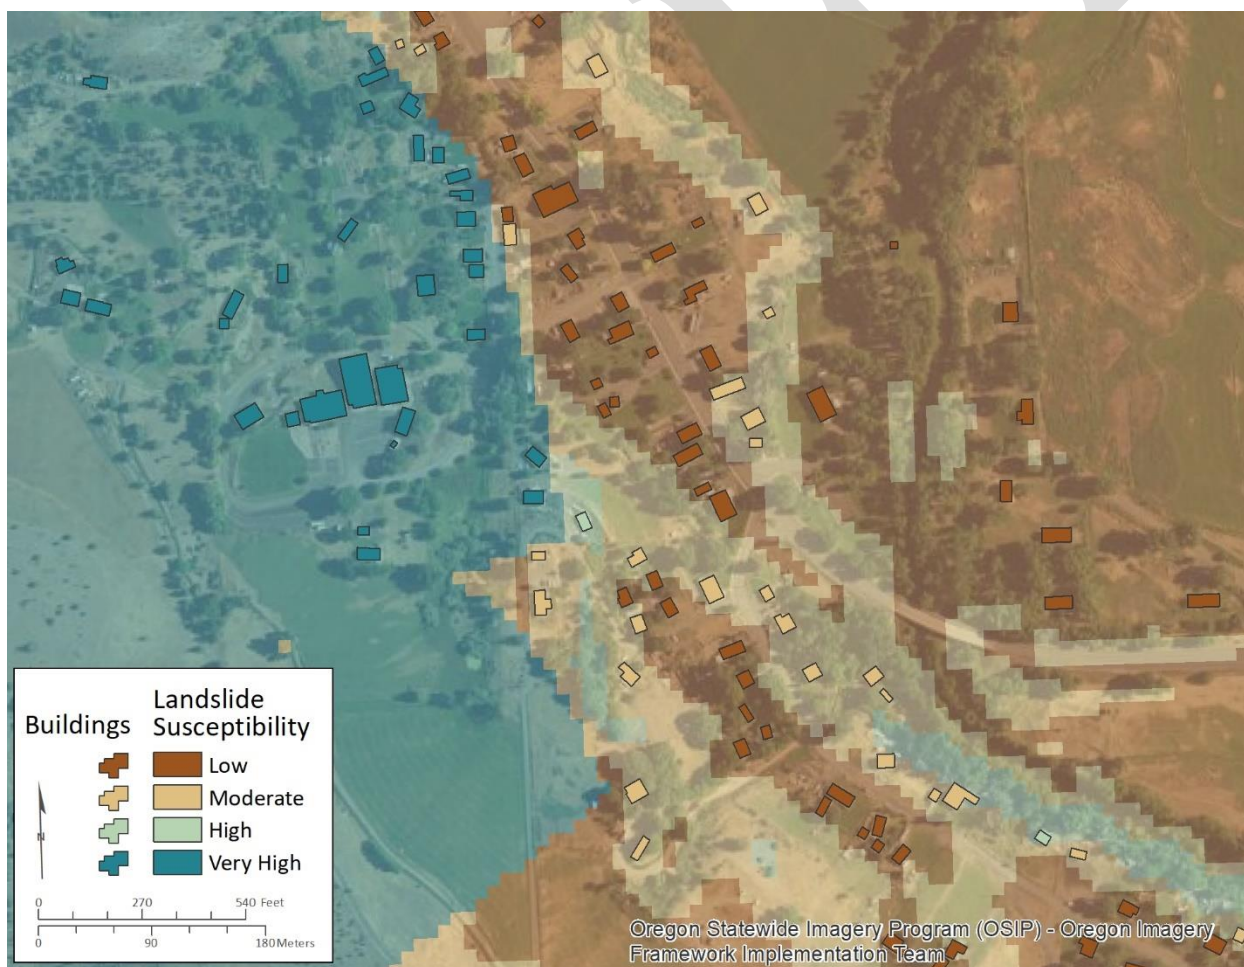 Buildings
Landslide
Susceptibility
Low
Moderate
High
Very High
N
0 270 540 Feet
0 90 180 Meters
Oregon Statewide Imagery Program (OSIP) - Oregon Imagery
Framework Implementation Team